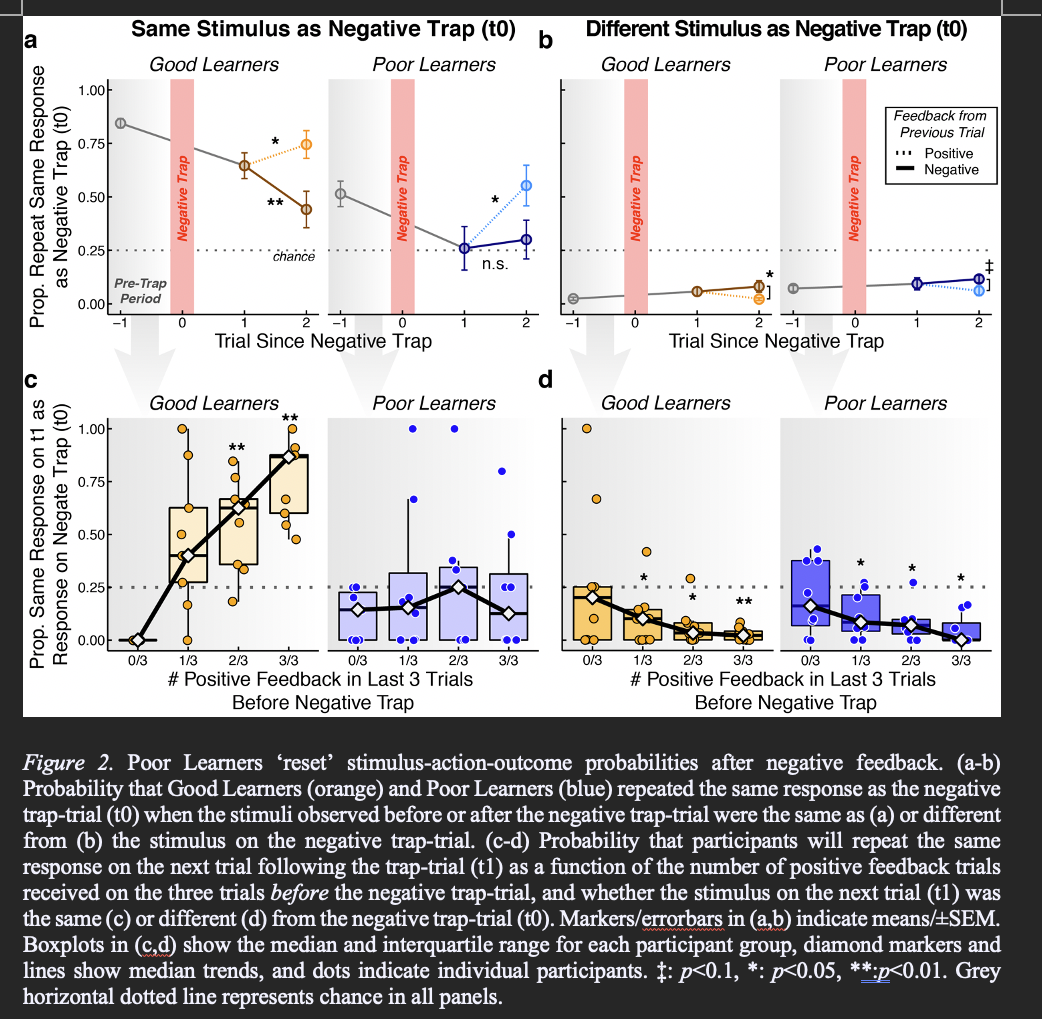 Same Stimulus as Negative Trap (t0)
Different Stimulus as Negative Trap (t0)
a
Good Learners
Poor Learners
b
Good Learners
Poor Learners
Prop. Repeat Same Response
as Negative Trap (t0)
1.00
0.75
0.50
0.25
0.00
Negative Trap
*
**
chance
Pre-Trap
Period
Negative Trap
*
n.s.
Negative Trap
*
Negative Trap
‡
Feedback from
Previous Trial
Positive
Negative
−1 0 1 2
−1 0 1 2
−1 0 1 2
−1 0 1 2
Trial Since Negative Trap
Trial Since Negative Trap
c
Good Learners
Poor Learners
d
Good Learners
Poor Learners
Prop. Same Response on t1 as
Response on Negate Trap (t0)
1.00
0.75
0.50
0.25
0.00
**
**
*
*
**
*
*
*
0/3 1/3 2/3 3/3
0/3 1/3 2/3 3/3
0/3 1/3 2/3 3/3
0/3 1/3 2/3 3/3
# Positive Feedback in Last 3 Trials
Before Negative Trap
# Positive Feedback in Last 3 Trials
Before Negative Trap
Figure 2. Poor Learners ‘reset’ stimulus-action-outcome probabilities after negative feedback. (a-b)
Probability that Good Learners (orange) and Poor Learners (blue) repeated the same response as the negative
trap-trial (t0) when the stimuli observed before or after the negative trap-trial were the same as (a) or different
from (b) the stimulus on the negative trap-trial. (c-d) Probability that participants will repeat the same
response on the next trial following the trap-trial (t1) as a function of the number of positive feedback trials
received on the three trials before the negative trap-trial, and whether the stimulus on the next trial (t1) was
the same (c) or different (d) from the negative trap-trial (t0). Markers/errorbars in (a,b) indicate means/±SEM.
Boxplots in (c,d) show the median and interquartile range for each participant group, diamond markers and
lines show median trends, and dots indicate individual participants. ‡: p<0.1, *: p<0.05, **:p<0.01. Grey
horizontal dotted line represents chance in all panels.